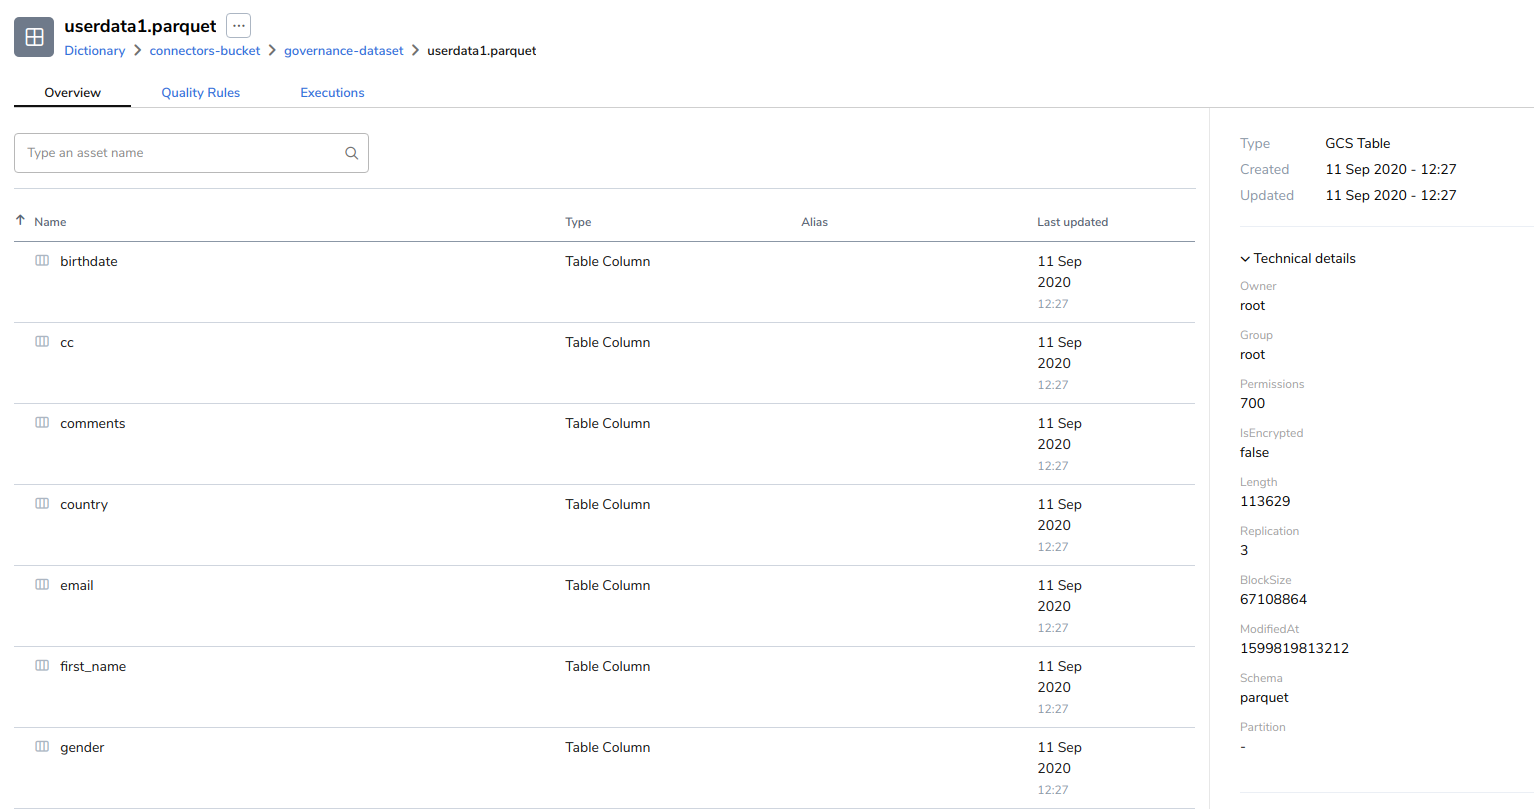 userdata1.parquet ...
Dictionary > connectors-bucket > governance-dataset > userdata1.parquet
Overview Quality Rules Executions
Type an asset name
Name Type Alias Last updated
birthdate Table Column 11 Sep
2020
12:27
cc Table Column 11 Sep
2020
12:27
comments Table Column 11 Sep
2020
12:27
country Table Column 11 Sep
2020
12:27
email Table Column 11 Sep
2020
12:27
first_name Table Column 11 Sep
2020
12:27
gender Table Column 11 Sep
2020
12:27
Type GCS Table
Created 11 Sep 2020 - 12:27
Updated 11 Sep 2020 - 12:27
Technical details
Owner
root
Group
root
Permissions
700
IsEncrypted
false
Length
113629
Replication
3
BlockSize
67108864
ModifiedAt
1599819813212
Schema
parquet
Partition
-